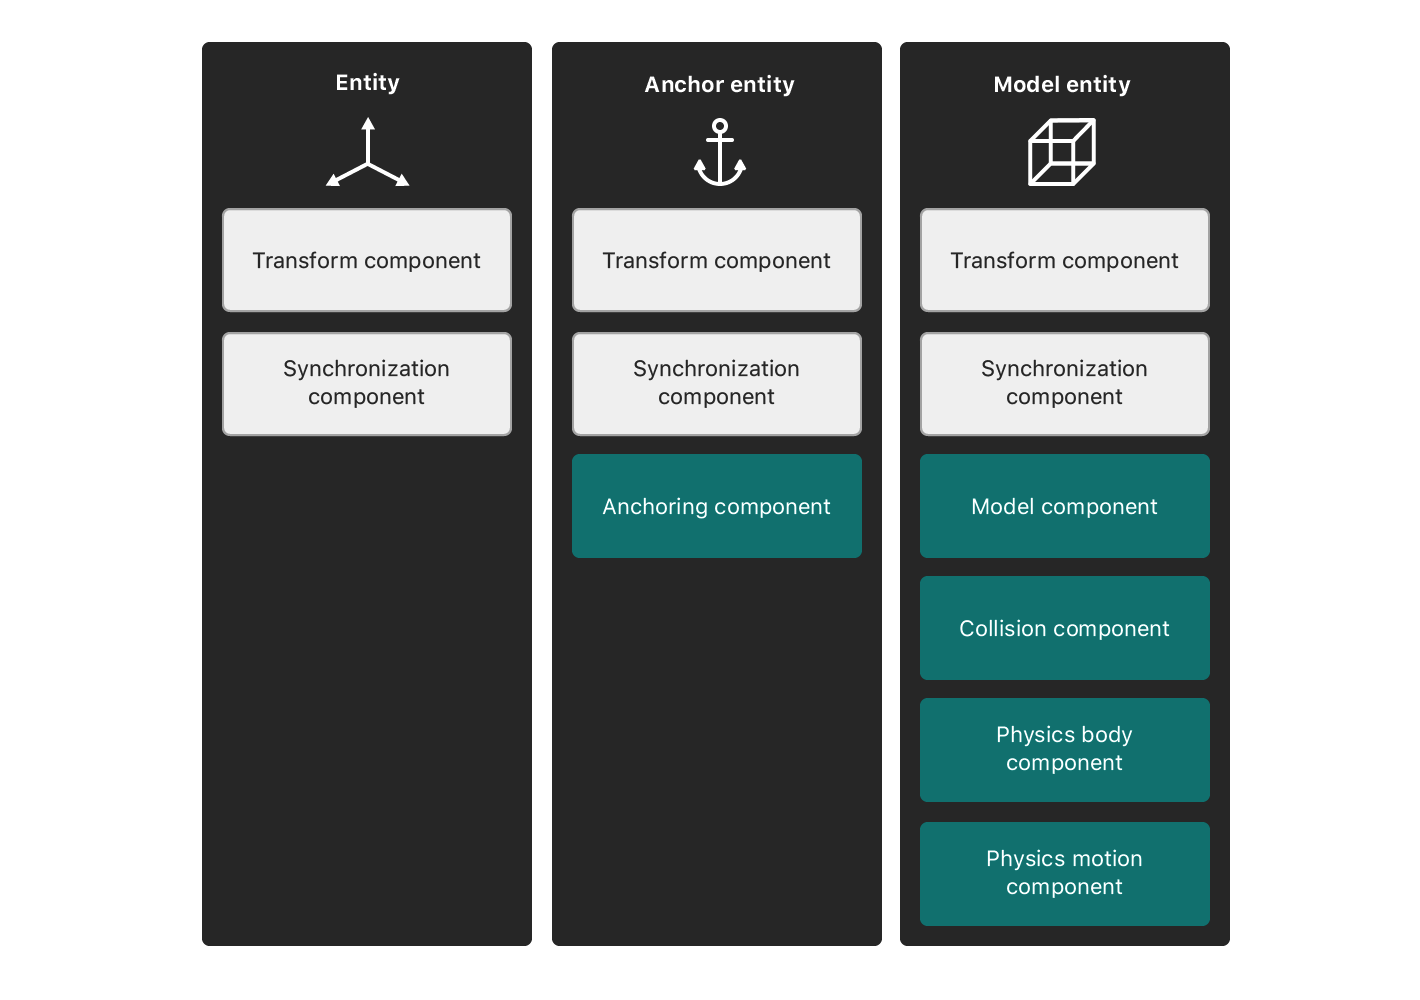 Entity
Transform component
Synchronization
component
Anchor entity
Transform component
Synchronization
component
Anchoring component
Model entity
Transform component
Synchronization
component
Model component
Collision component
Physics body
component
Physics motion
component